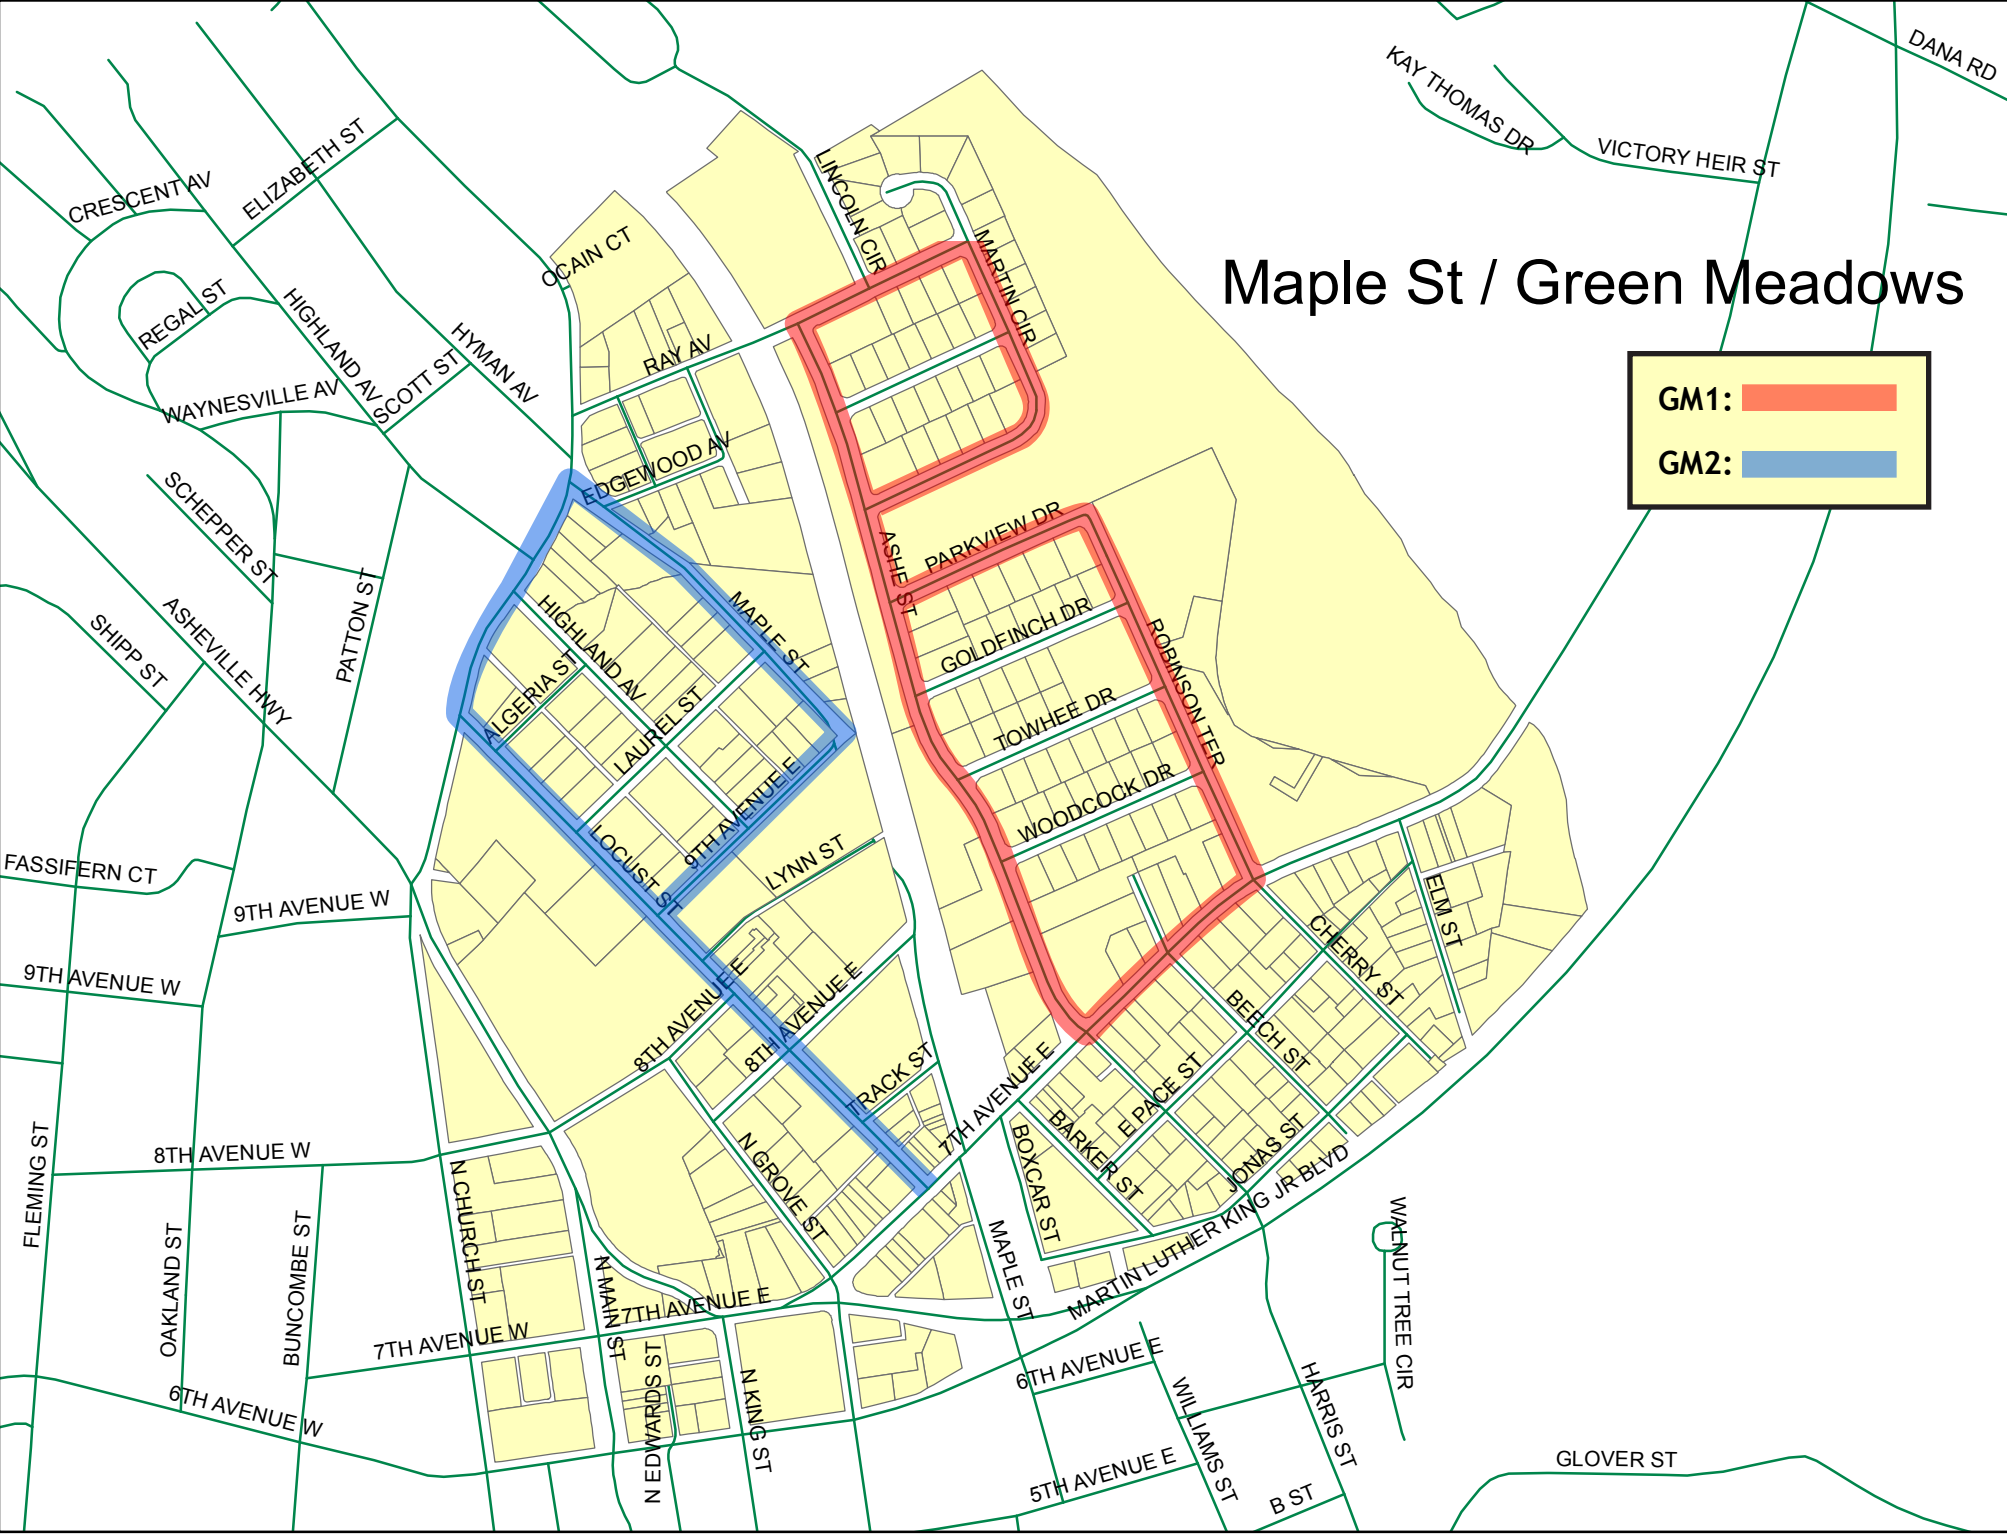 DANA RD
KAY THOMAS DR
VICTORY HEIR ST
ELIZABETH ST
CRESCENT AV
LINCOLN CIR
OCAIN CT
MARTIN CIR
Maple St / Green Meadows
REGAL ST
HIGHLAND AV
HYMAN AV
RAY AV
SCOTT ST
WAYNESVILLE AV
GM1:
GM2:
EDGEWOOD AV
SCHEPPER ST
PARKVIEW DR
ASHE ST
PATTON ST
ASHEVILLE HWY
SHIPP ST
HIGHLAND AV
MAPLE ST
GOLDFINCH DR
ROBINSON TER
ALGERIA ST
LAUREL ST
TOWHEE DR
WOODCOCK DR
9TH AVENUE E
LOCUST ST
LYNN ST
FASSIFERN CT
9TH AVENUE W
ELM ST
CHERRY ST
9TH AVENUE W
8TH AVENUE E
8TH AVENUE E
BEECH ST
TRACK ST
7TH AVENUE E
E PACE ST
BARKER ST
BOXCAR ST
JONAS ST
FLEMING ST
8TH AVENUE W
N GROVE ST
N CHURCH ST
MARTIN LUTHER KING JR BLVD
WALNUT TREE CIR
OAKLAND ST
BUNCOMBE ST
N MAIN ST
MAPLE ST
7TH AVENUE E
7TH AVENUE W
6TH AVENUE E
N EDWARDS ST
N KING ST
6TH AVENUE W
WILLIAMS ST
HARRIS ST
5TH AVENUE E
B ST
GLOVER ST